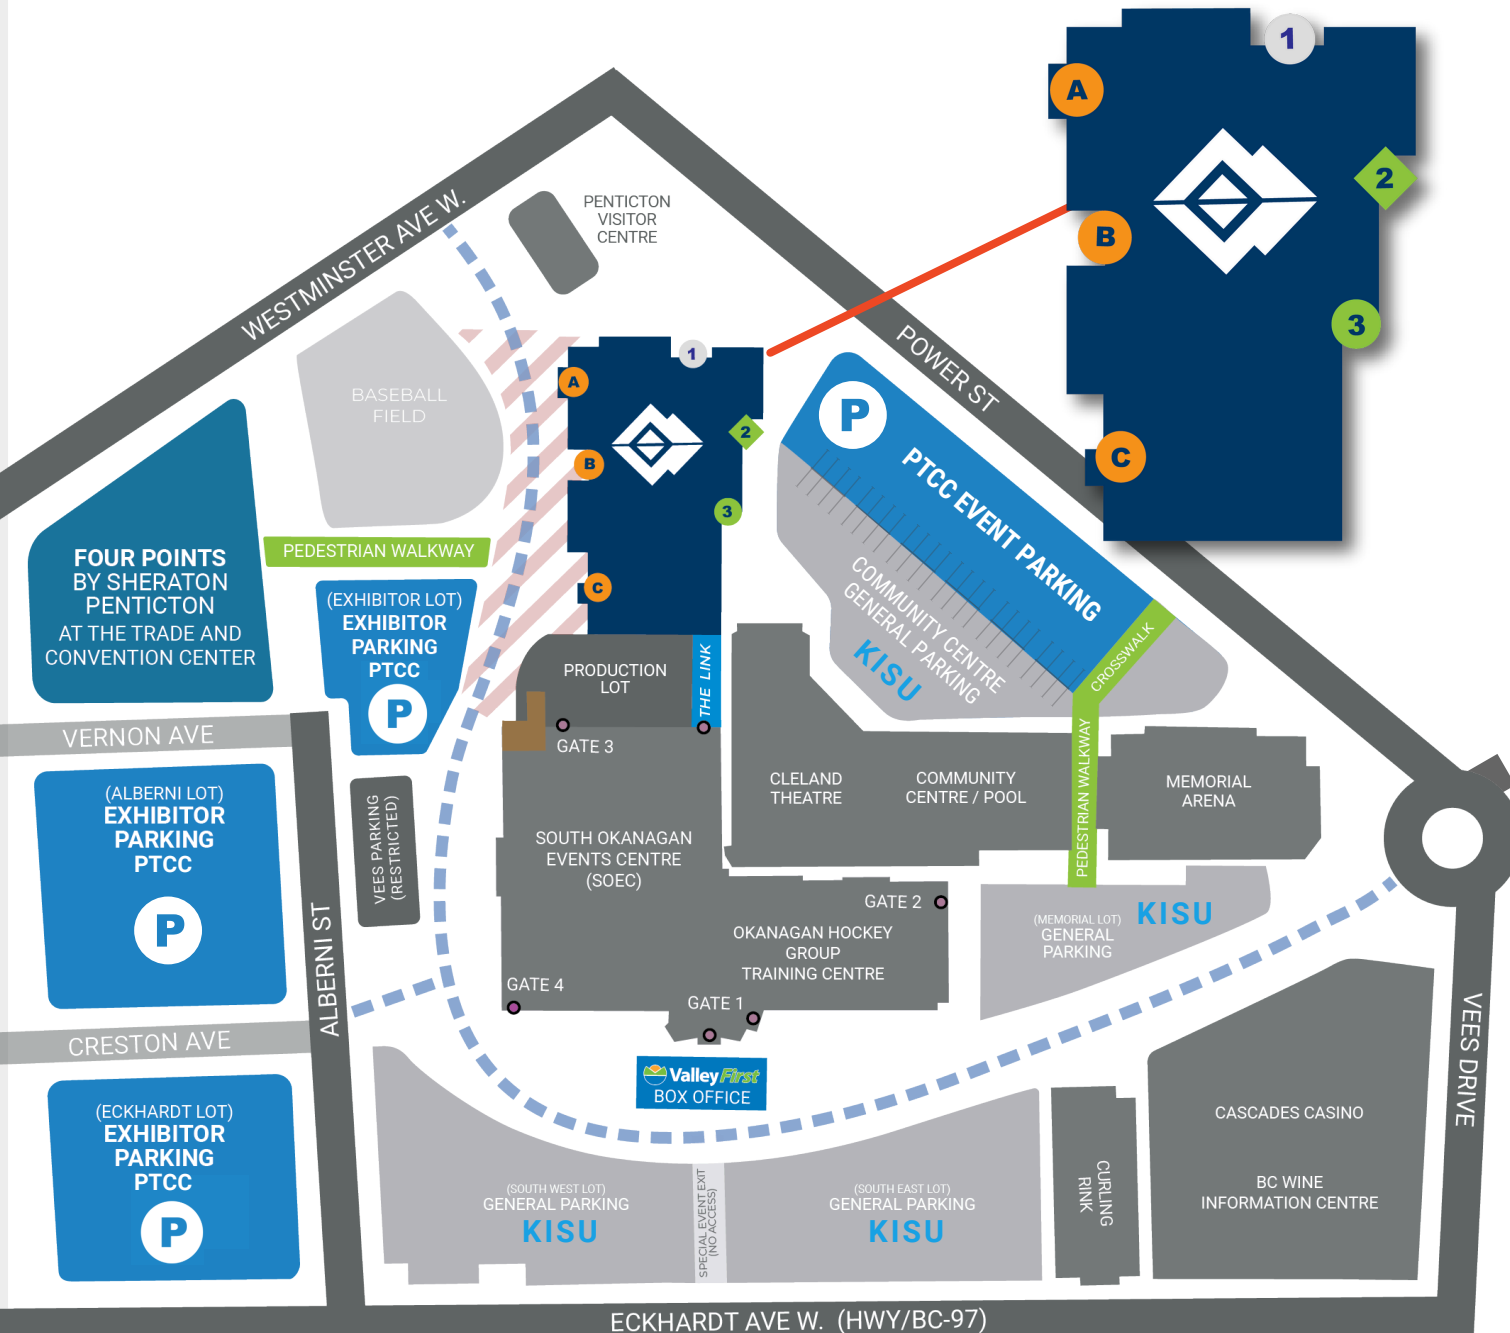 1
A
2
B
3
C
WESTMINSTER AVE W.
PENTICTON
VISITOR
CENTRE
POWER ST
BASEBALL
FIELD
1
A
2
B
3
C
P
PTCC EVENT PARKING
COMMUNITY CENTRE
GENERAL PARKING
KISU
CROSSWALK
FOUR POINTS
BY SHERATON
PENTICTON
AT THE TRADE AND
CONVENTION CENTER
PEDESTRIAN WALKWAY
(EXHIBITOR LOT)
EXHIBITOR
PARKING
PTCC
P
PRODUCTION
LOT
THE LINK
GATE 3
VERNON AVE
(ALBERNI LOT)
EXHIBITOR
PARKING
PTCC
P
VEES PARKING
(RESTRICTED)
SOUTH OKANAGAN
EVENTS CENTRE
(SOEC)
CLELAND
THEATRE
COMMUNITY
CENTRE / POOL
PEDESTRIAN WALKWAY
MEMORIAL
ARENA
GATE 2
OKANAGAN HOCKEY
GROUP
TRAINING CENTRE
(MEMORIAL LOT)
GENERAL
PARKING
KISU
GATE 4
GATE 1
ALBERNI ST
CRESTON AVE
Valley First
BOX OFFICE
VEES DRIVE
(ECKHARDT LOT)
EXHIBITOR
PARKING
PTCC
P
(SOUTH WEST LOT)
GENERAL PARKING
KISU
SPECIAL EVENT EXIT
(NO ACCESS)
(SOUTH EAST LOT)
GENERAL PARKING
KISU
CURLING
RINK
CASCADES CASINO
BC WINE
INFORMATION CENTRE
ECKHARDT AVE W. (HWY/BC-97)